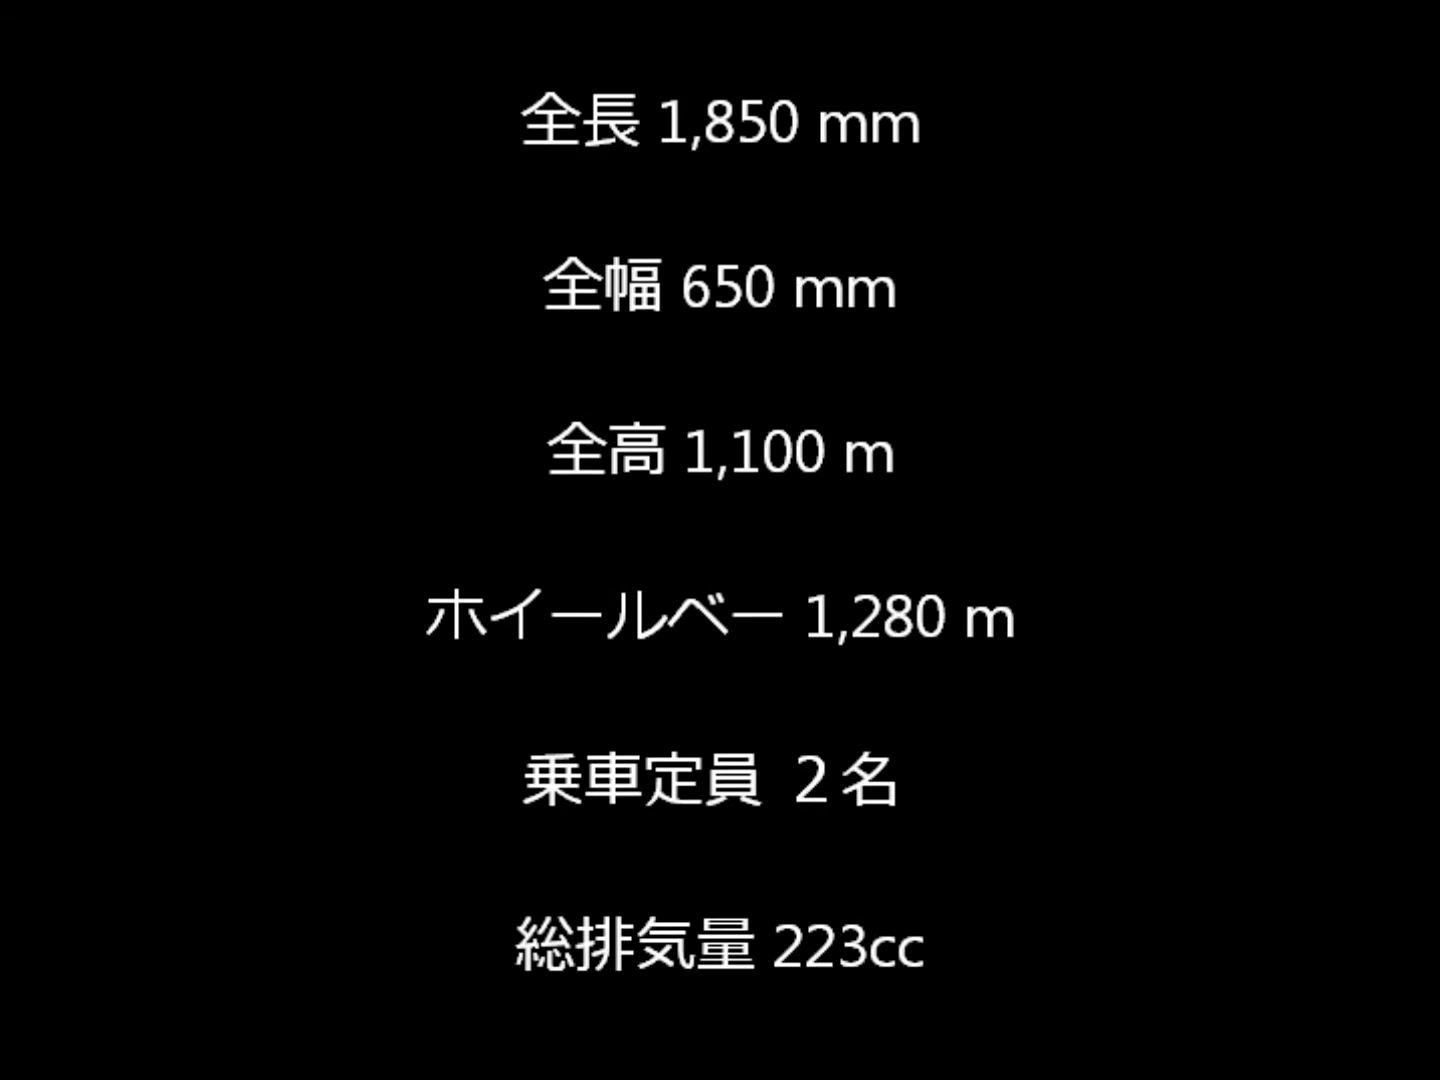 全長 1,850 mm
全幅 650 mm
全高 1,100 m
ホイールベー 1,280 m
乗車定員 ２名
総排気量 223cc